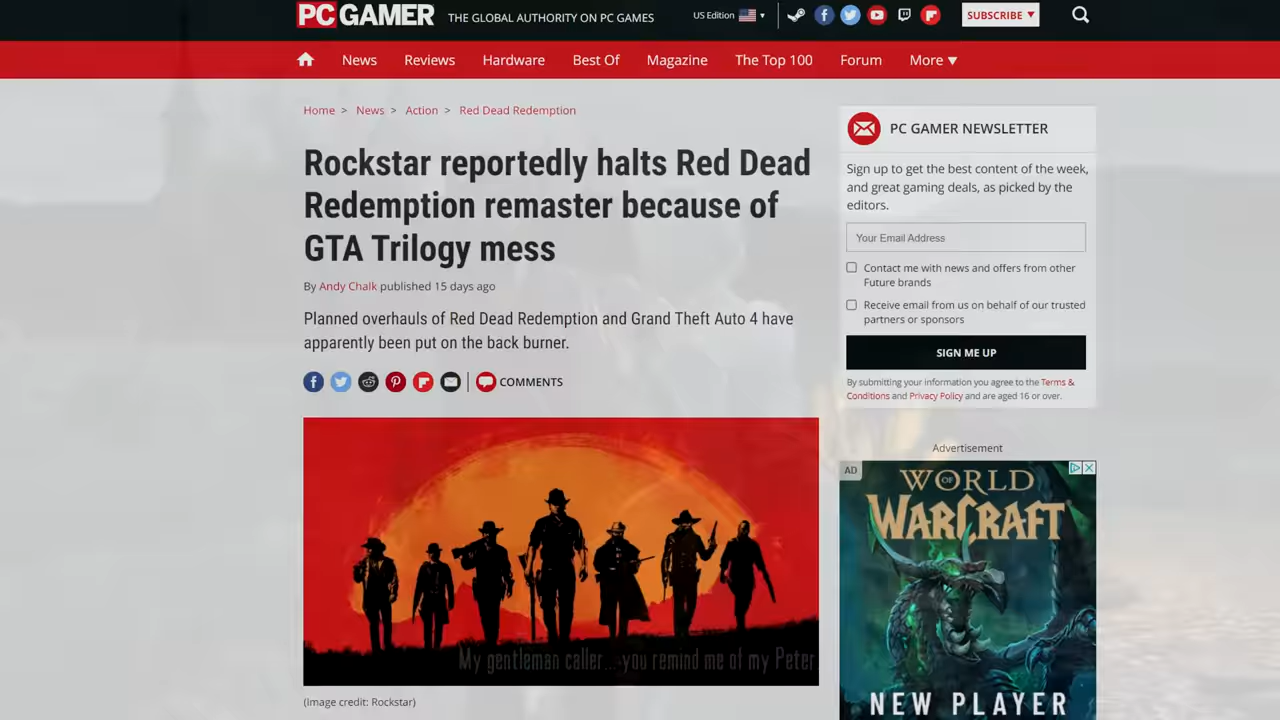 PC GAMER
THE GLOBAL AUTHORITY ON PC GAMES
US Edition
SUBSCRIBE
News
Reviews
Hardware
Best Of
Magazine
The Top 100
Forum
More
Home > News > Action > Red Dead Redemption
Rockstar reportedly halts Red Dead
Redemption remaster because of
GTA Trilogy mess
By Andy Chalk published 15 days ago
Planned overhauls of Red Dead Redemption and Grand Theft Auto 4 have
apparently been put on the back burner.
COMMENTS
My gentleman caller...you remind me of my Peter
(Image credit: Rockstar)
PC GAMER NEWSLETTER
Sign up to get the best content of the week,
and great gaming deals, as picked by the
editors.
Your Email Address
Contact me with news and offers from other
Future brands
Receive email from us on behalf of our trusted
partners or sponsors
SIGN ME UP
By submitting your information you agree to the Terms &
Conditions and Privacy Policy and are aged 16 or over.
Advertisement
AD
WORLD
OF
WARCRAFT
NEW PLAYER